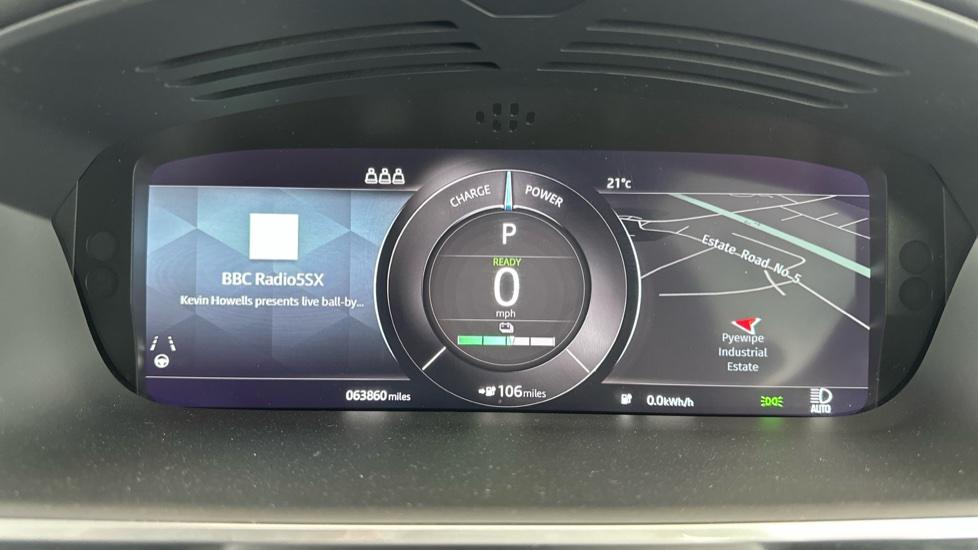 CHARGE
POWER
21°C
BBC Radio5SX
Kevin Howells presents live ball-by...
P
READY
0
mph
Estate Road No 5
Pyewipe
Industrial
Estate
063860 miles
106 miles
0.0kWh/h
AUTO